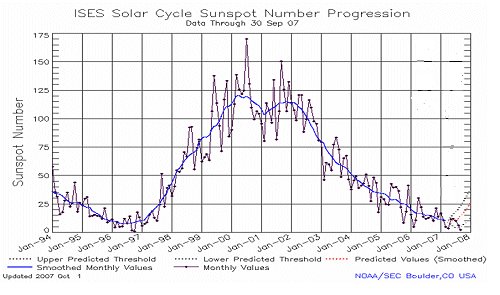 ISES Solar Cycle Sunspot Number Progression
Data Through 30 Sep 07
Sunspot Number
175
150
125
100
75
50
25
0
Jan-94 Jan-95 Jan-96 Jan-97 Jan-98 Jan-99 Jan-00 Jan-01 Jan-02 Jan-03 Jan-04 Jan-05 Jan-06 Jan-07 Jan-08
Upper Predicted Threshold Lower Predicted Threshold Predicted Values (Smoothed)
Smoothed Monthly Values Monthly Values
Updated 2007 Oct 1 NOAA/SEC Boulder,CO USA